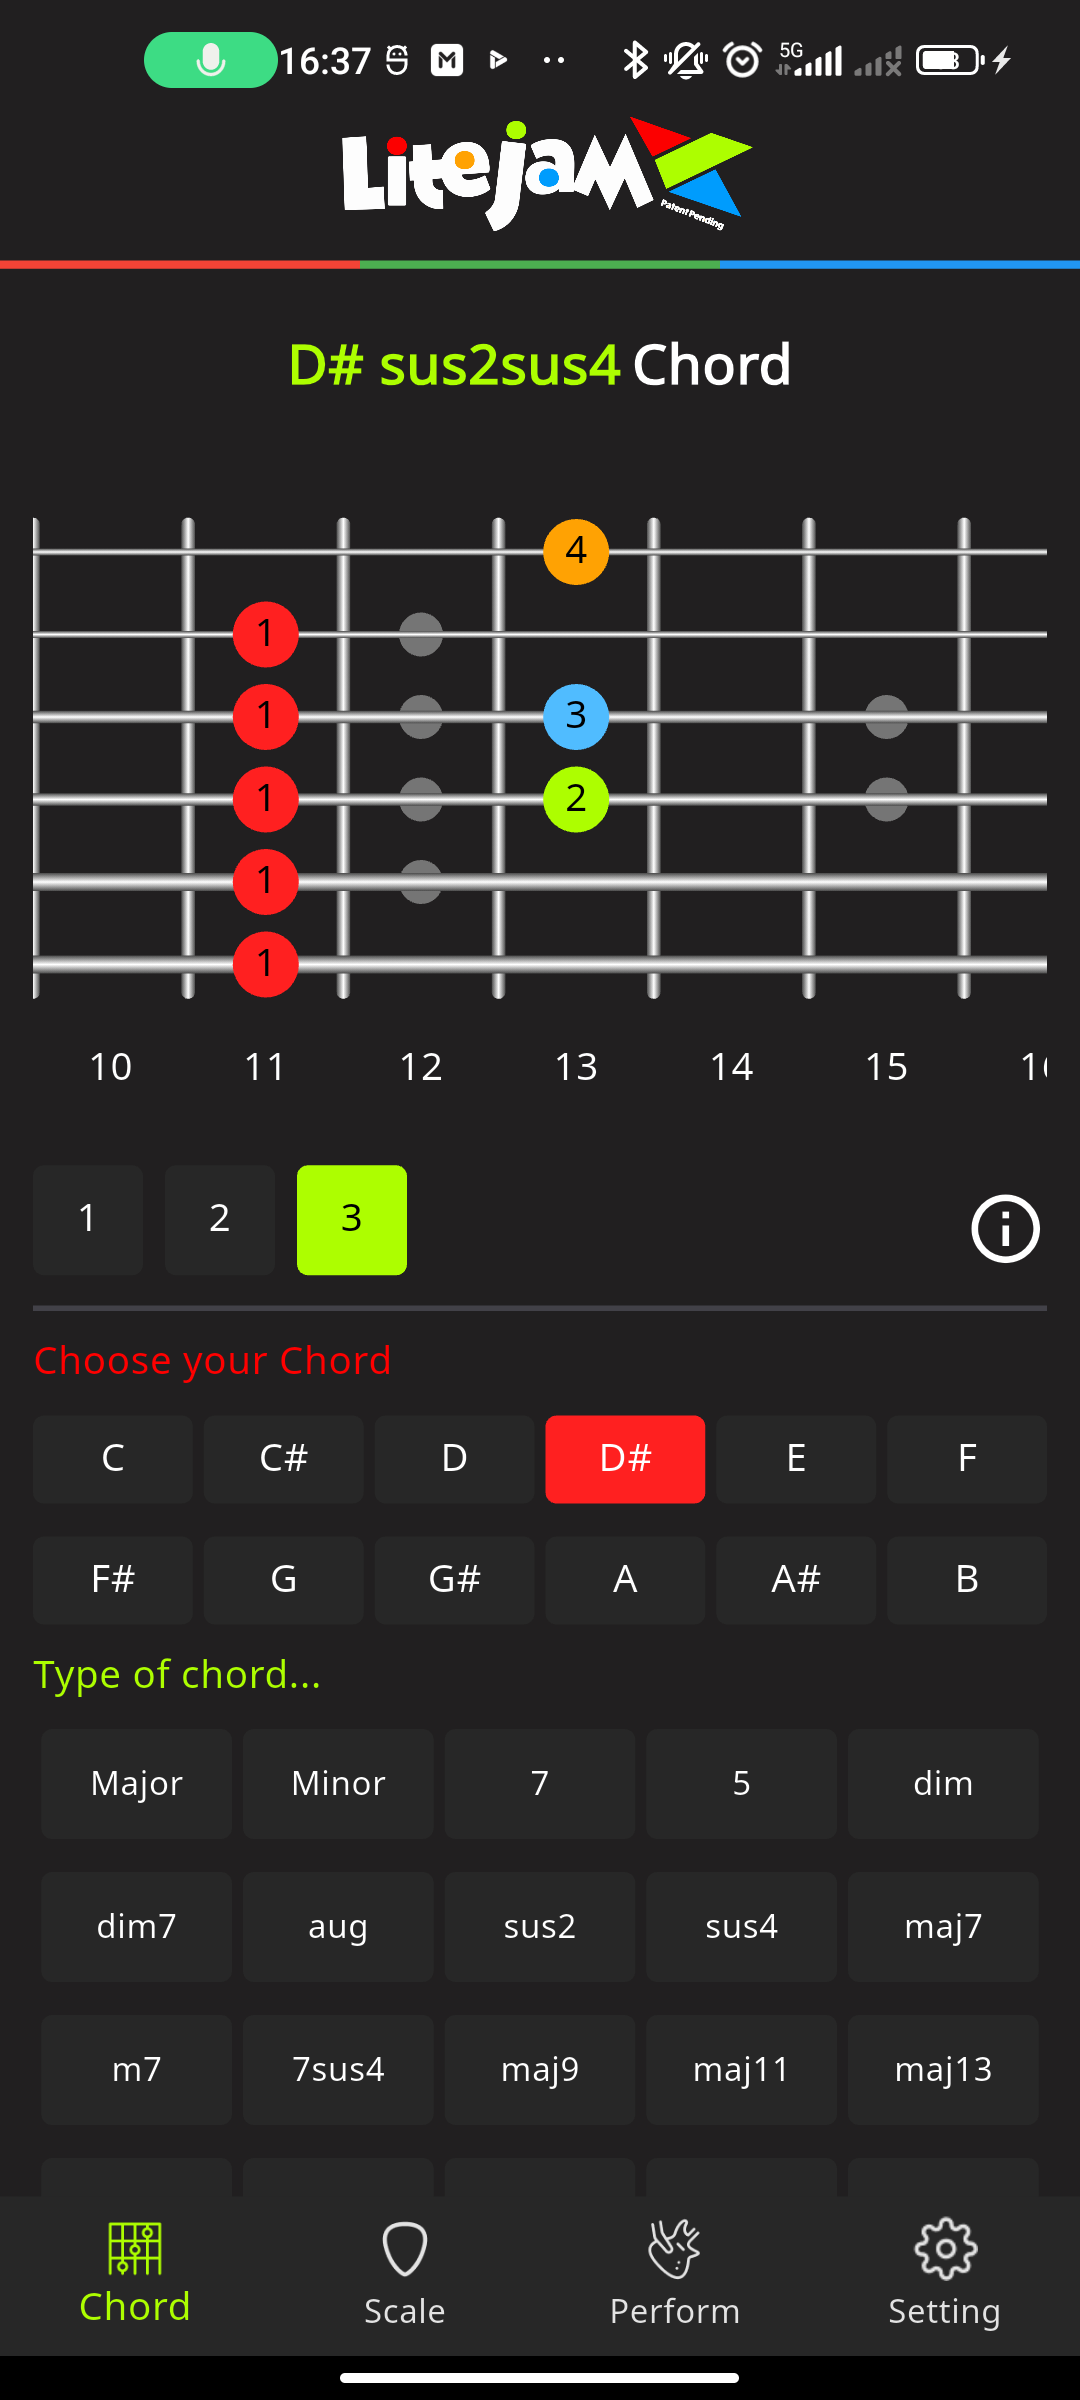 16:37 5G
LiteJam
Patent Pending
D# sus2sus4 Chord
4
1
1 3
1 2
1
1
10 11 12 13 14 15
1 2 3
Choose your Chord
C C# D D# E F
F# G G# A A# B
Type of chord...
Major Minor 7 5 dim
dim7 aug sus2 sus4 maj7
m7 7sus4 maj9 maj11 maj13
Chord Scale Perform Setting